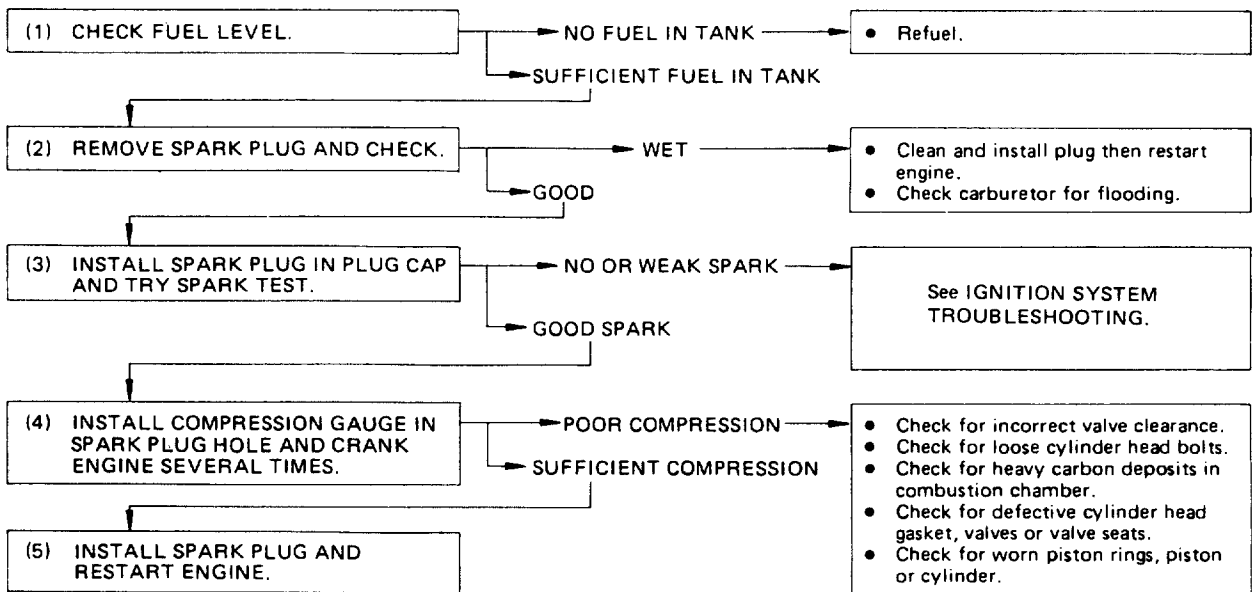 (1) CHECK FUEL LEVEL.
NO FUEL IN TANK
• Refuel.
SUFFICIENT FUEL IN TANK
(2) REMOVE SPARK PLUG AND CHECK.
WET
• Clean and install plug then restart
engine.
• Check carburetor for flooding.
GOOD
(3) INSTALL SPARK PLUG IN PLUG CAP
AND TRY SPARK TEST.
NO OR WEAK SPARK
See IGNITION SYSTEM
TROUBLESHOOTING.
GOOD SPARK
(4) INSTALL COMPRESSION GAUGE IN
SPARK PLUG HOLE AND CRANK
ENGINE SEVERAL TIMES.
POOR COMPRESSION
• Check for incorrect valve clearance.
• Check for loose cylinder head bolts.
• Check for heavy carbon deposits in
combustion chamber.
• Check for defective cylinder head
gasket, valves or valve seats.
• Check for worn piston rings, piston
or cylinder.
SUFFICIENT COMPRESSION
(5) INSTALL SPARK PLUG AND
RESTART ENGINE.